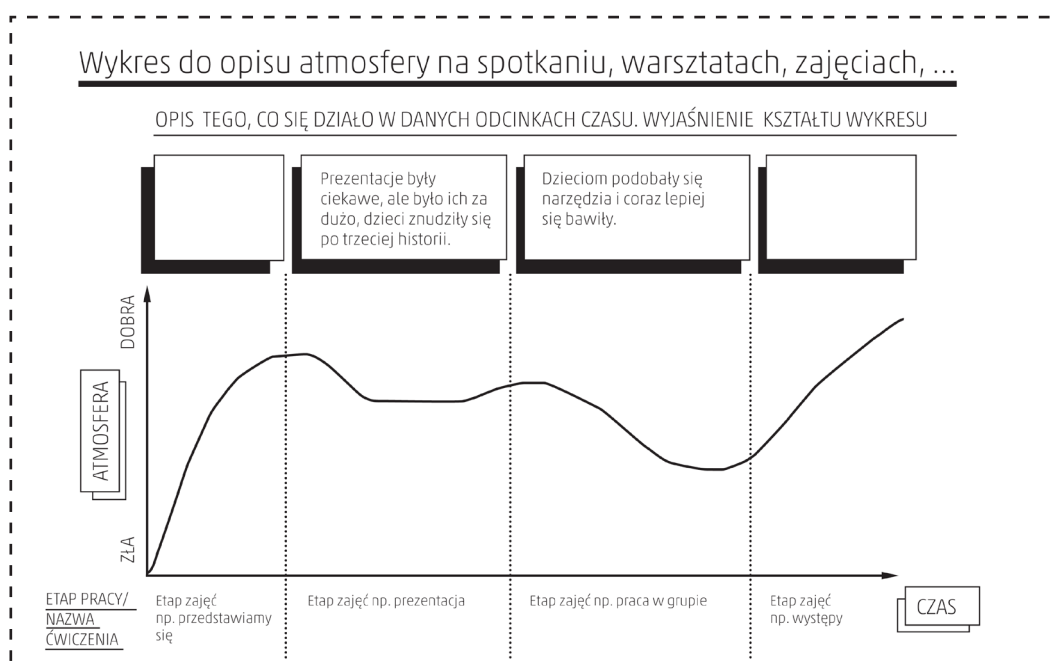 Wykres do opisu atmosfery na spotkaniu, warsztatach, zajęciach, ...
OPIS TEGO, CO SIĘ DZIAŁO W DANYCH ODCINKACH CZASU. WYJAŚNIENIE KSZTAŁTU WYKRESU
Prezentacje były
ciekawe, ale było ich za
dużo, dzieci znudziły się
po trzeciej historii.
Dzieciom podobały się
narzędzia i coraz lepiej
się bawiły.
DOBRA
ATMOSFERA
ZŁA
ETAP PRACY/
NAZWA
ĆWICZENIA
Etap zajęć
np. przedstawiamy
się
Etap zajęć np. prezentacja
Etap zajęć np. praca w grupie
Etap zajęć
np. występy
CZAS